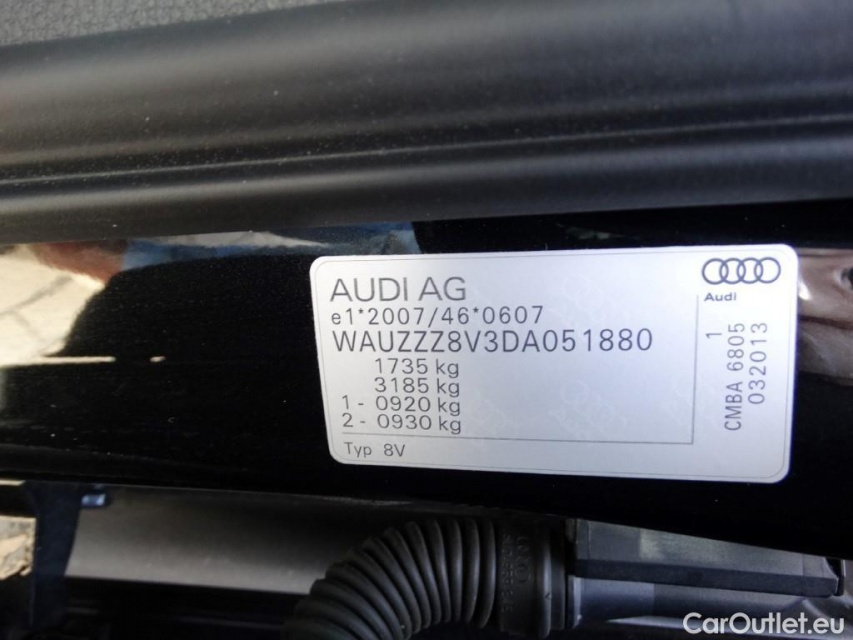 AUDI AG
e1*2007/46*0607
WAUZZZ8V3DA051880
1735 kg
3185 kg
1 - 0920 kg
2 - 0930 kg
Typ 8V
Audi
1
CMBA 6805
032013
CarOutlet.eu